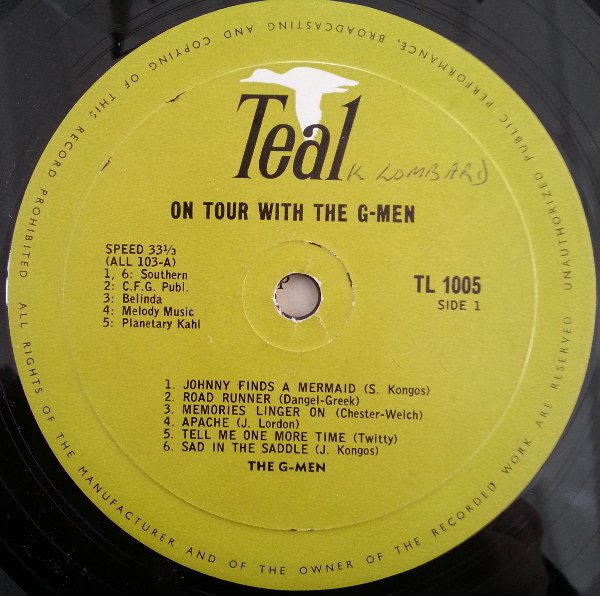 Teal
K LOMBARD
ON TOUR WITH THE G-MEN
SPEED 33⅓
(ALL 103-A)
1, 6: Southern
2: C.F.G. Publ.
3: Belinda
4: Melody Music
5: Planetary Kahl
TL 1005
SIDE 1
1. JOHNNY FINDS A MERMAID (S. Kongos)
2. ROAD RUNNER (Dangel-Greek)
3. MEMORIES LINGER ON (Chester-Welch)
4. APACHE (J. Lordon)
5. TELL ME ONE MORE TIME (Twitty)
6. SAD IN THE SADDLE (J. Kongos)
THE G-MEN
ALL RIGHTS OF THE MANUFACTURER AND OF THE OWNER OF THE RECORDED WORK ARE RESERVED UNAUTHORIZED PUBLIC PERFORMANCE, BROADCASTING AND COPYING OF THIS RECORD PROHIBITED